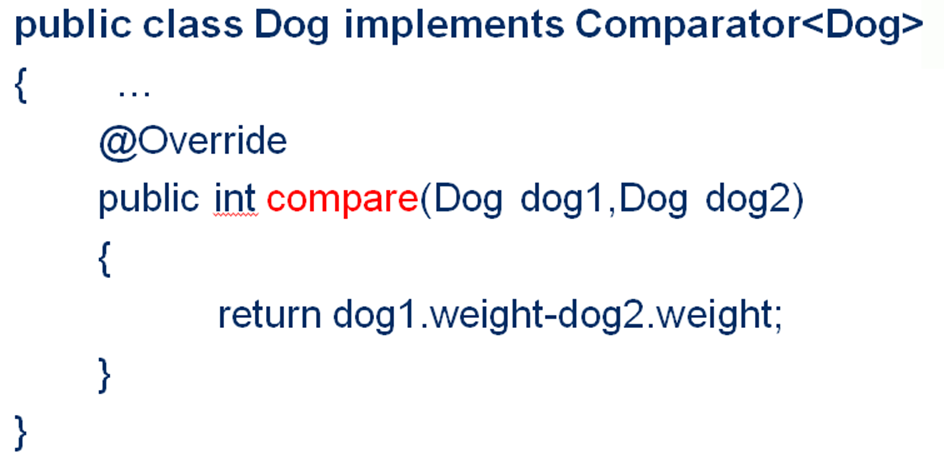 public class Dog implements Comparator<Dog>
{ ...
@Override
public int compare(Dog dog1,Dog dog2)
{
return dog1.weight-dog2.weight;
}
}